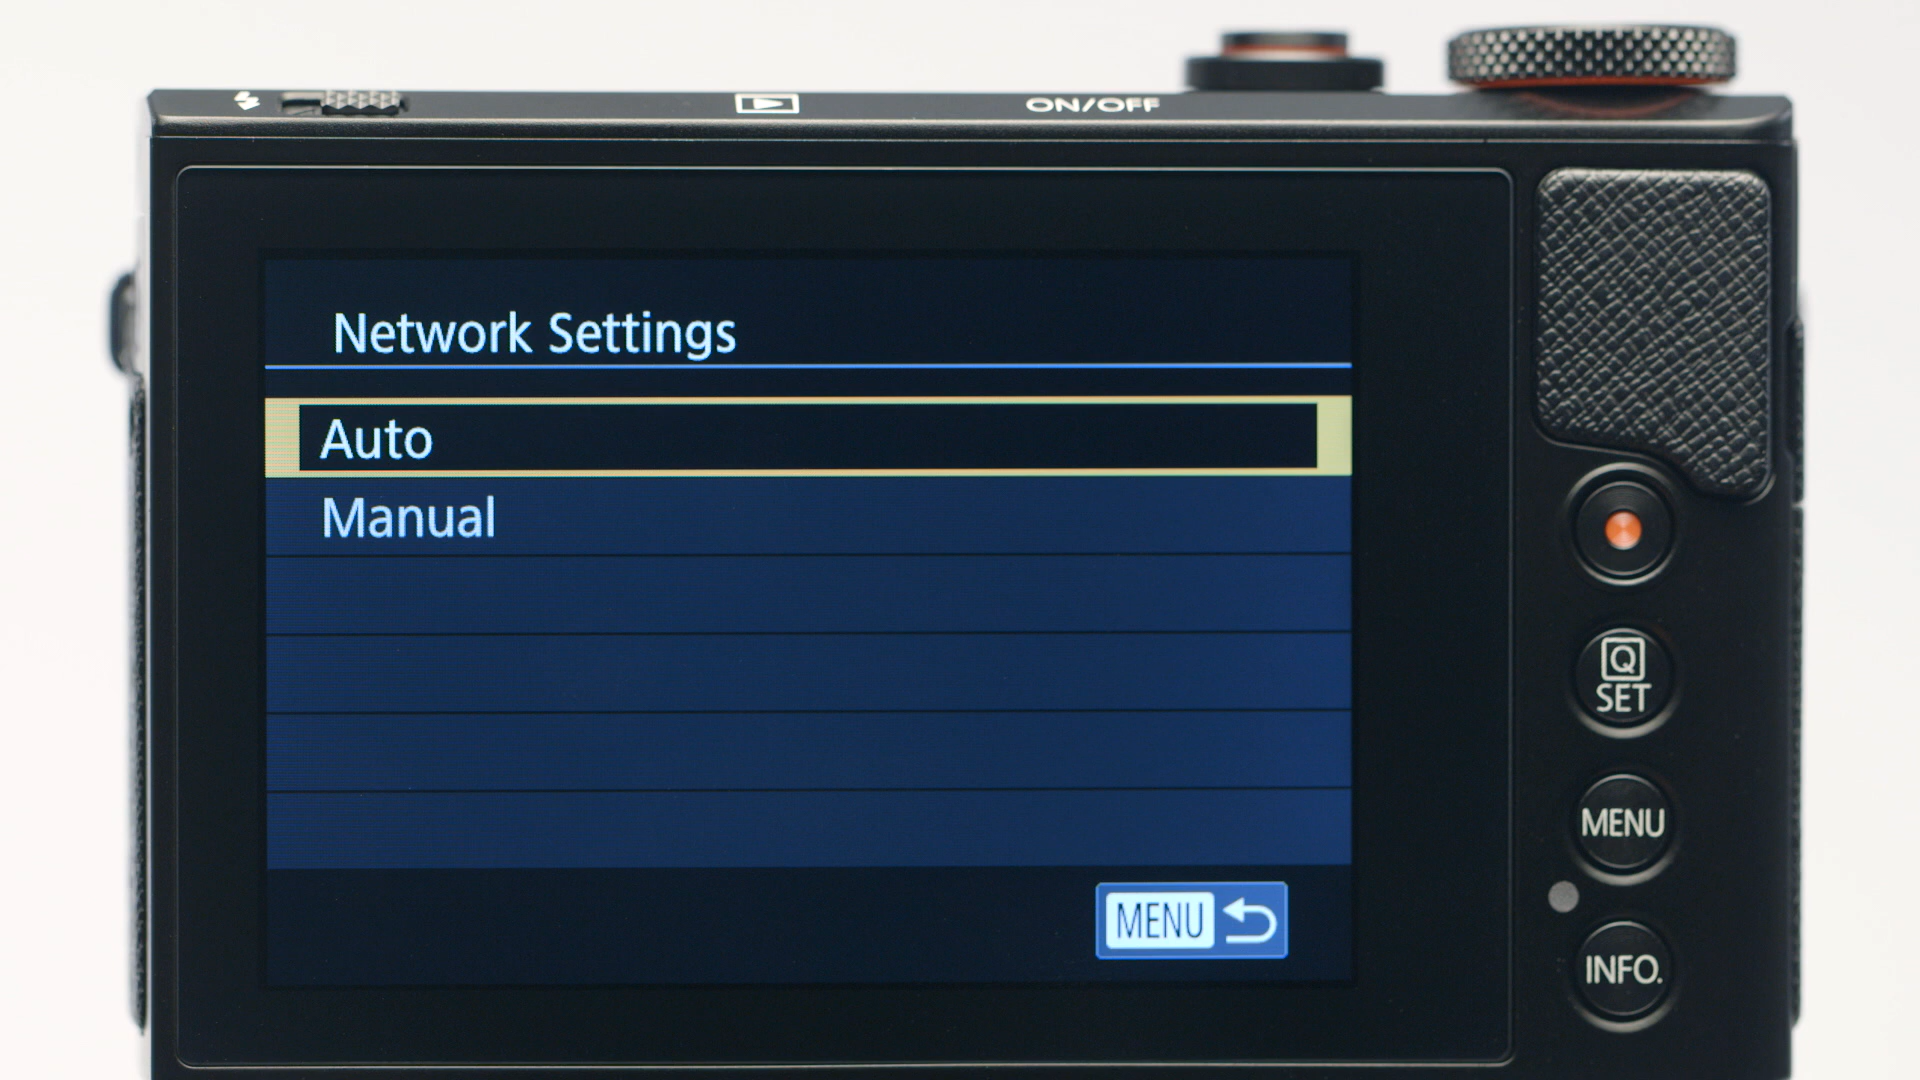 ON/OFF
Network Settings
Auto
Manual
MENU
Q
SET
MENU
INFO.